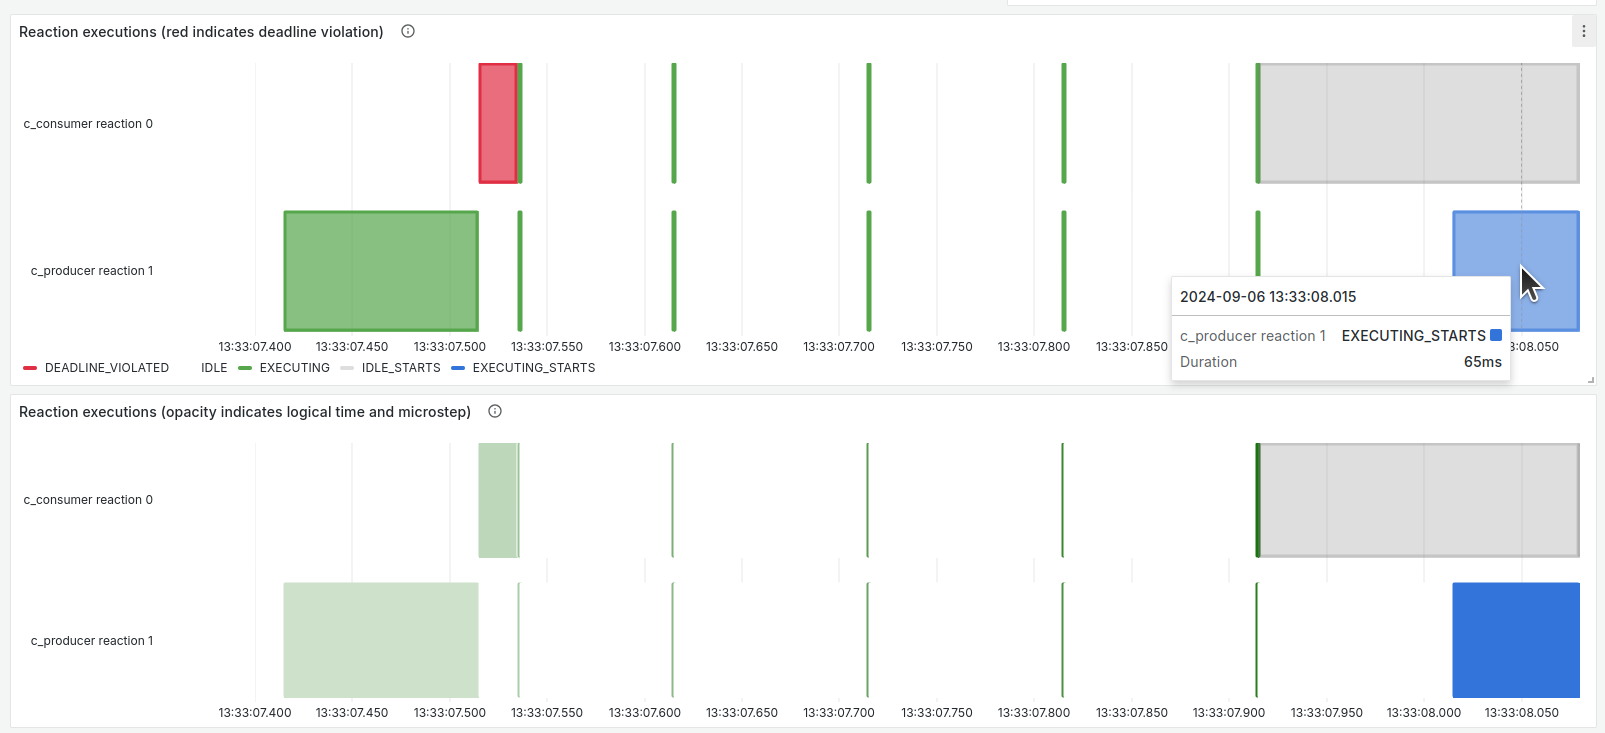 Reaction executions (red indicates deadline violation)
c_consumer reaction 0
c_producer reaction 1
2024-09-06 13:33:08.015
c_producer reaction 1 EXECUTING_STARTS
Duration 65ms
13:33:07.400 13:33:07.450 13:33:07.500 13:33:07.550 13:33:07.600 13:33:07.650 13:33:07.700 13:33:07.750 13:33:07.800 13:33:07.850 3:08.050
DEADLINE_VIOLATED IDLE EXECUTING IDLE_STARTS EXECUTING_STARTS
Reaction executions (opacity indicates logical time and microstep)
c_consumer reaction 0
c_producer reaction 1
13:33:07.400 13:33:07.450 13:33:07.500 13:33:07.550 13:33:07.600 13:33:07.650 13:33:07.700 13:33:07.750 13:33:07.800 13:33:07.850 13:33:07.900 13:33:07.950 13:33:08.000 13:33:08.050